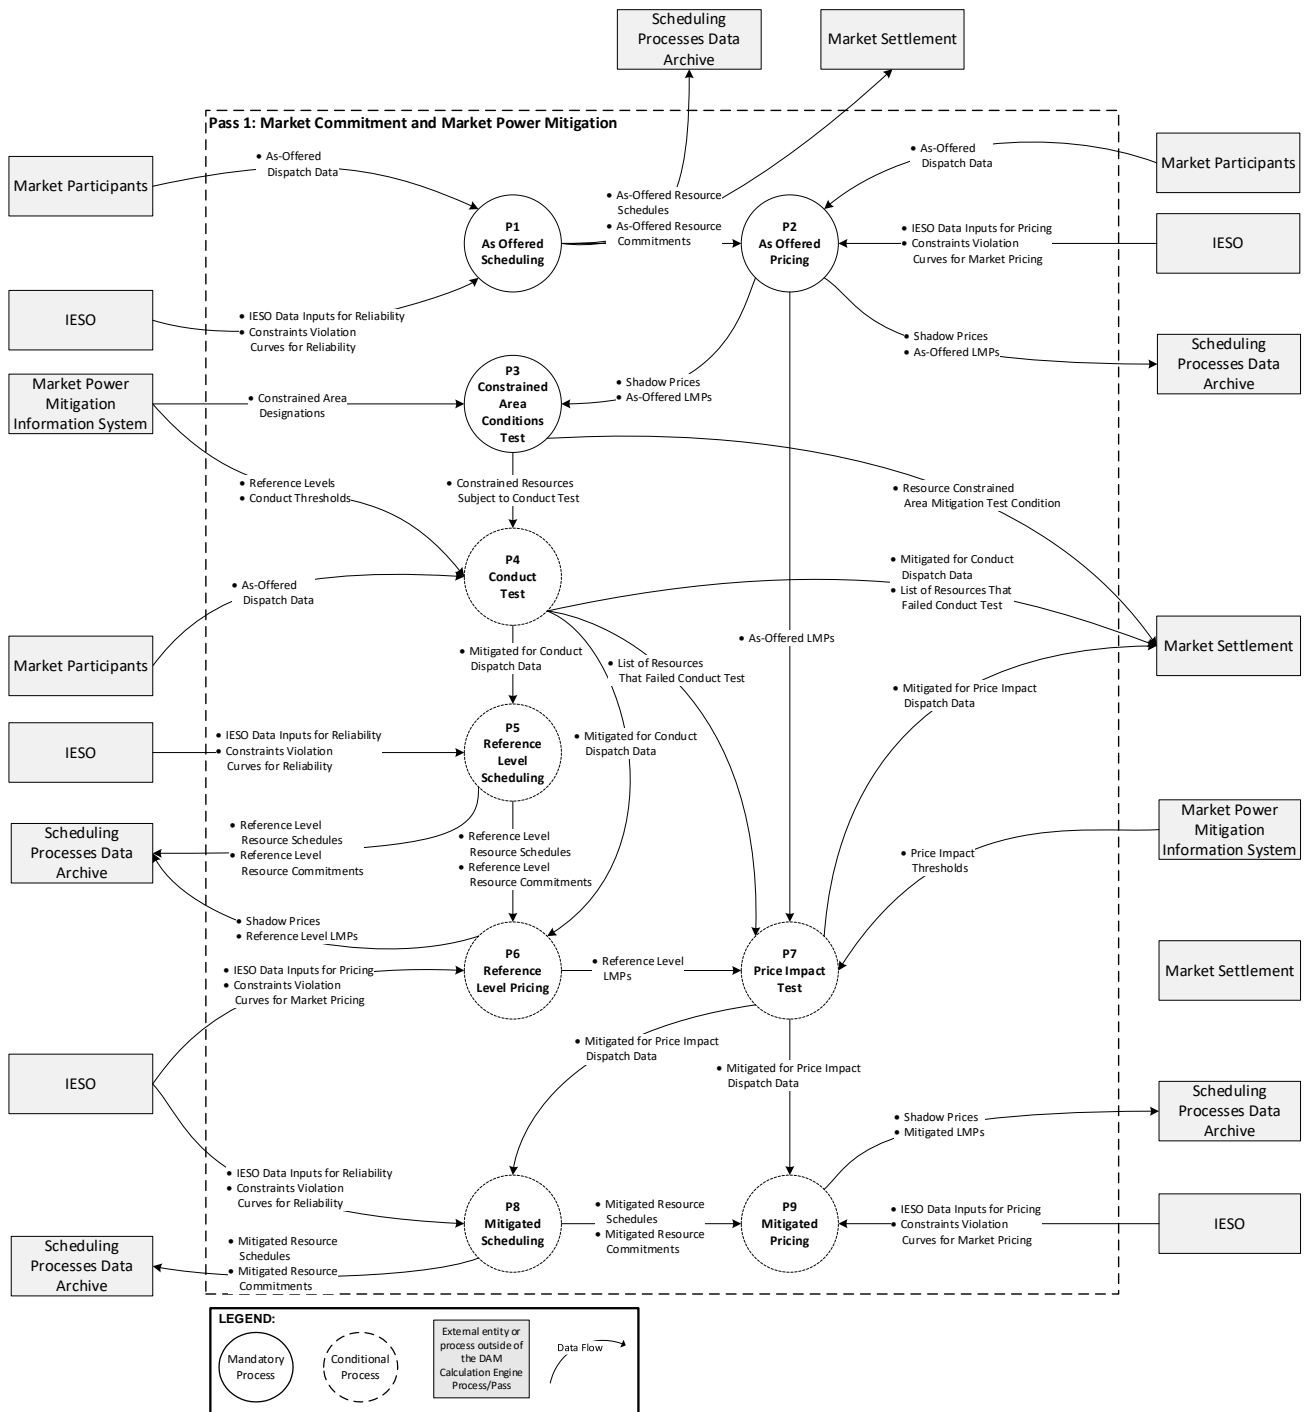 Scheduling
Processes Data
Archive
Market Settlement
Pass 1: Market Commitment and Market Power Mitigation
Market Participants
• As-Offered
Dispatch Data
P1
As Offered
Scheduling
• As-Offered Resource
Schedules
• As-Offered Resource
Commitments
P2
As Offered
Pricing
• As-Offered
Dispatch Data
Market Participants
• IESO Data Inputs for Pricing
• Constraints Violation
Curves for Market Pricing
IESO
IESO
• IESO Data Inputs for Reliability
• Constraints Violation
Curves for Reliability
• Shadow Prices
• As-Offered LMPs
Scheduling
Processes Data
Archive
Market Power
Mitigation
Information System
• Constrained Area
Designations
P3
Constrained
Area
Conditions
Test
• Shadow Prices
• As-Offered LMPs
• Reference Levels
• Conduct Thresholds
• Constrained Resources
Subject to Conduct Test
• Resource Constrained
Area Mitigation Test Condition
P4
Conduct
Test
• As-Offered
Dispatch Data
• Mitigated for Conduct
Dispatch Data
• List of Resources That
Failed Conduct Test
Market Participants
• Mitigated for Conduct
Dispatch Data
• List of Resources
That Failed Conduct Test
• As-Offered LMPs
Market Settlement
• Mitigated for Price Impact
Dispatch Data
IESO
• IESO Data Inputs for Reliability
• Constraints Violation
Curves for Reliability
P5
Reference
Level
Scheduling
• Mitigated for Conduct
Dispatch Data
Scheduling
Processes Data
Archive
• Reference Level
Resource Schedules
• Reference Level
Resource Commitments
• Reference Level
Resource Schedules
• Reference Level
Resource Commitments
• Price Impact
Thresholds
Market Power
Mitigation
Information System
• Shadow Prices
• Reference Level LMPs
• IESO Data Inputs for Pricing
• Constraints Violation
Curves for Market Pricing
P6
Reference
Level Pricing
• Reference Level
LMPs
P7
Price Impact
Test
Market Settlement
• Mitigated for Price Impact
Dispatch Data
• Mitigated for Price Impact
Dispatch Data
IESO
• Shadow Prices
• Mitigated LMPs
Scheduling
Processes Data
Archive
• IESO Data Inputs for Reliability
• Constraints Violation
Curves for Reliability
P8
Mitigated
Scheduling
• Mitigated Resource
Schedules
• Mitigated Resource
Commitments
P9
Mitigated
Pricing
• IESO Data Inputs for Pricing
• Constraints Violation
Curves for Market Pricing
IESO
Scheduling
Processes Data
Archive
• Mitigated Resource
Schedules
• Mitigated Resource
Commitments
LEGEND:
Mandatory
Process
Conditional
Process
External entity or
process outside of
the DAM
Calculation Engine
Process/Pass
Data Flow